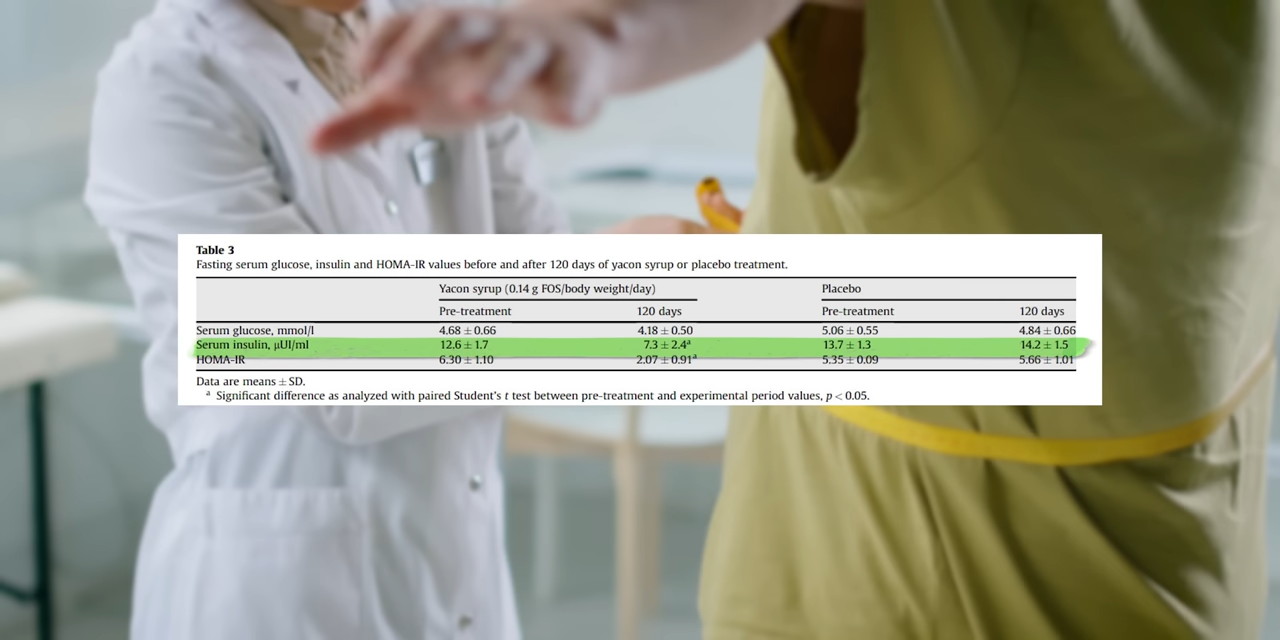 Table 3
Fasting serum glucose, insulin and HOMA-IR values before and after 120 days of yacon syrup or placebo treatment.
Yacon syrup (0.14 g FOS/body weight/day) Placebo
Pre-treatment 120 days Pre-treatment 120 days
Serum glucose, mmol/l 4.68 ± 0.66 4.18 ± 0.50 5.06 ± 0.55 4.84 ± 0.66
Serum insulin, μUI/ml 12.6 ± 1.7 7.3 ± 2.4ᵃ 13.7 ± 1.3 14.2 ± 1.5
HOMA-IR 6.30 ± 1.10 2.07 ± 0.91ᵃ 5.35 ± 0.09 5.66 ± 1.01
Data are means ± SD.
ᵃ Significant difference as analyzed with paired Student's t test between pre-treatment and experimental period values, p < 0.05.